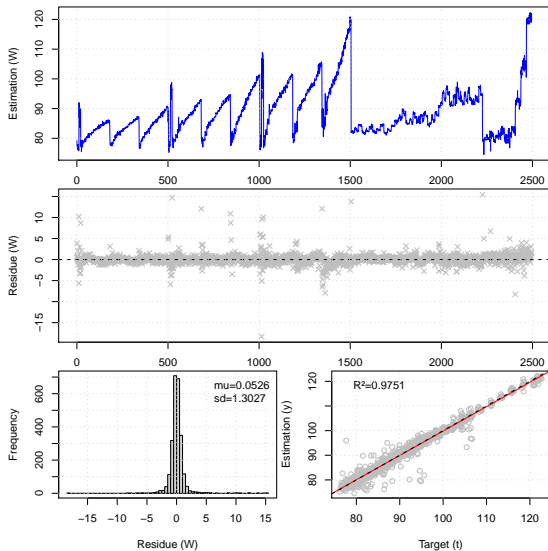 Estimation (W)
120
110
100
90
80
0 500 1000 1500 2000 2500
Residue (W)
10
5
0
−5
−15
0 500 1000 1500 2000 2500
Frequency
600
400
200
0
mu=0.0526
sd=1.3027
−15 −10 −5 0 5 10 15
Residue (W)
Estimation (y)
120
110
100
90
80
R²=0.9751
80 90 100 110 120
Target (t)